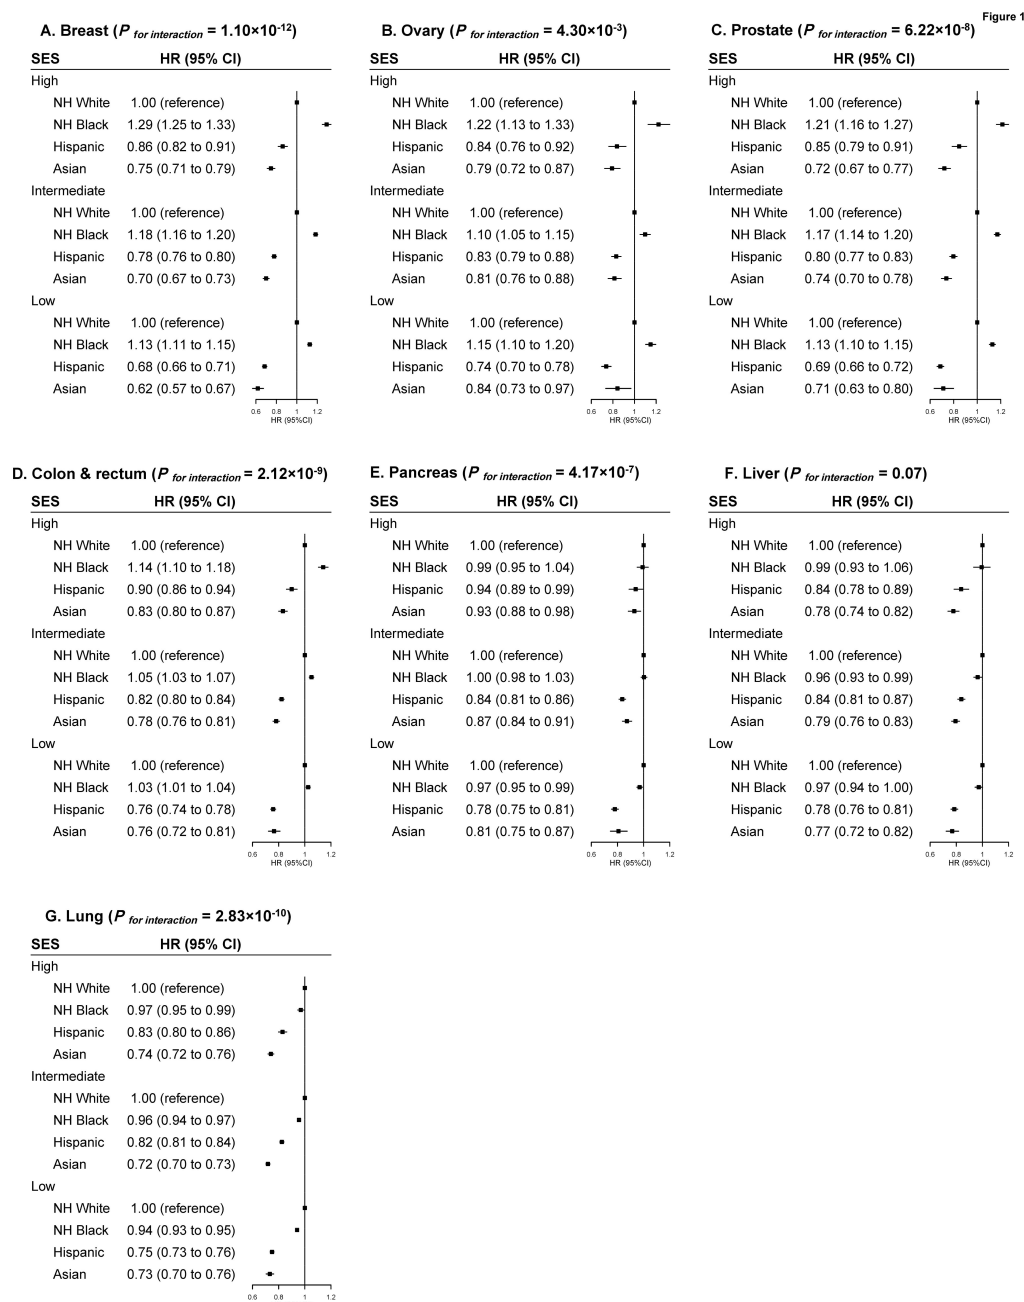 Figure 1
A. Breast (P for interaction = 1.10×10-12)
SES HR (95% CI)
High
NH White 1.00 (reference)
NH Black 1.29 (1.25 to 1.33)
Hispanic 0.86 (0.82 to 0.91)
Asian 0.75 (0.71 to 0.79)
Intermediate
NH White 1.00 (reference)
NH Black 1.18 (1.16 to 1.20)
Hispanic 0.78 (0.76 to 0.80)
Asian 0.70 (0.67 to 0.73)
Low
NH White 1.00 (reference)
NH Black 1.13 (1.11 to 1.15)
Hispanic 0.68 (0.66 to 0.71)
Asian 0.62 (0.57 to 0.67)
0.6 0.8 1 1.2
HR (95%CI)
B. Ovary (P for interaction = 4.30×10-3)
SES HR (95% CI)
High
NH White 1.00 (reference)
NH Black 1.22 (1.13 to 1.33)
Hispanic 0.84 (0.76 to 0.92)
Asian 0.79 (0.72 to 0.87)
Intermediate
NH White 1.00 (reference)
NH Black 1.10 (1.05 to 1.15)
Hispanic 0.83 (0.79 to 0.88)
Asian 0.81 (0.76 to 0.88)
Low
NH White 1.00 (reference)
NH Black 1.15 (1.10 to 1.20)
Hispanic 0.74 (0.70 to 0.78)
Asian 0.84 (0.73 to 0.97)
0.6 0.8 1 1.2
HR (95%CI)
C. Prostate (P for interaction = 6.22×10-8)
SES HR (95% CI)
High
NH White 1.00 (reference)
NH Black 1.21 (1.16 to 1.27)
Hispanic 0.85 (0.79 to 0.91)
Asian 0.72 (0.67 to 0.77)
Intermediate
NH White 1.00 (reference)
NH Black 1.17 (1.14 to 1.20)
Hispanic 0.80 (0.77 to 0.83)
Asian 0.74 (0.70 to 0.78)
Low
NH White 1.00 (reference)
NH Black 1.13 (1.10 to 1.15)
Hispanic 0.69 (0.66 to 0.72)
Asian 0.71 (0.63 to 0.80)
0.6 0.8 1 1.2
HR (95%CI)
D. Colon & rectum (P for interaction = 2.12×10-9)
SES HR (95% CI)
High
NH White 1.00 (reference)
NH Black 1.14 (1.10 to 1.18)
Hispanic 0.90 (0.86 to 0.94)
Asian 0.83 (0.80 to 0.87)
Intermediate
NH White 1.00 (reference)
NH Black 1.05 (1.03 to 1.07)
Hispanic 0.82 (0.80 to 0.84)
Asian 0.78 (0.76 to 0.81)
Low
NH White 1.00 (reference)
NH Black 1.03 (1.01 to 1.04)
Hispanic 0.76 (0.74 to 0.78)
Asian 0.76 (0.72 to 0.81)
0.6 0.8 1 1.2
HR (95%CI)
E. Pancreas (P for interaction = 4.17×10-7)
SES HR (95% CI)
High
NH White 1.00 (reference)
NH Black 0.99 (0.95 to 1.04)
Hispanic 0.94 (0.89 to 0.99)
Asian 0.93 (0.88 to 0.98)
Intermediate
NH White 1.00 (reference)
NH Black 1.00 (0.98 to 1.03)
Hispanic 0.84 (0.81 to 0.86)
Asian 0.87 (0.84 to 0.91)
Low
NH White 1.00 (reference)
NH Black 0.97 (0.95 to 0.99)
Hispanic 0.78 (0.75 to 0.81)
Asian 0.81 (0.75 to 0.87)
0.6 0.8 1 1.2
HR (95%CI)
F. Liver (P for interaction = 0.07)
SES HR (95% CI)
High
NH White 1.00 (reference)
NH Black 0.99 (0.93 to 1.06)
Hispanic 0.84 (0.78 to 0.89)
Asian 0.78 (0.74 to 0.82)
Intermediate
NH White 1.00 (reference)
NH Black 0.96 (0.93 to 0.99)
Hispanic 0.84 (0.81 to 0.87)
Asian 0.79 (0.76 to 0.83)
Low
NH White 1.00 (reference)
NH Black 0.97 (0.94 to 1.00)
Hispanic 0.78 (0.76 to 0.81)
Asian 0.77 (0.72 to 0.82)
0.6 0.8 1 1.2
HR (95%CI)
G. Lung (P for interaction = 2.83×10-10)
SES HR (95% CI)
High
NH White 1.00 (reference)
NH Black 0.97 (0.95 to 0.99)
Hispanic 0.83 (0.80 to 0.86)
Asian 0.74 (0.72 to 0.76)
Intermediate
NH White 1.00 (reference)
NH Black 0.96 (0.94 to 0.97)
Hispanic 0.82 (0.81 to 0.84)
Asian 0.72 (0.70 to 0.73)
Low
NH White 1.00 (reference)
NH Black 0.94 (0.93 to 0.95)
Hispanic 0.75 (0.73 to 0.76)
Asian 0.73 (0.70 to 0.76)
0.6 0.8 1 1.2